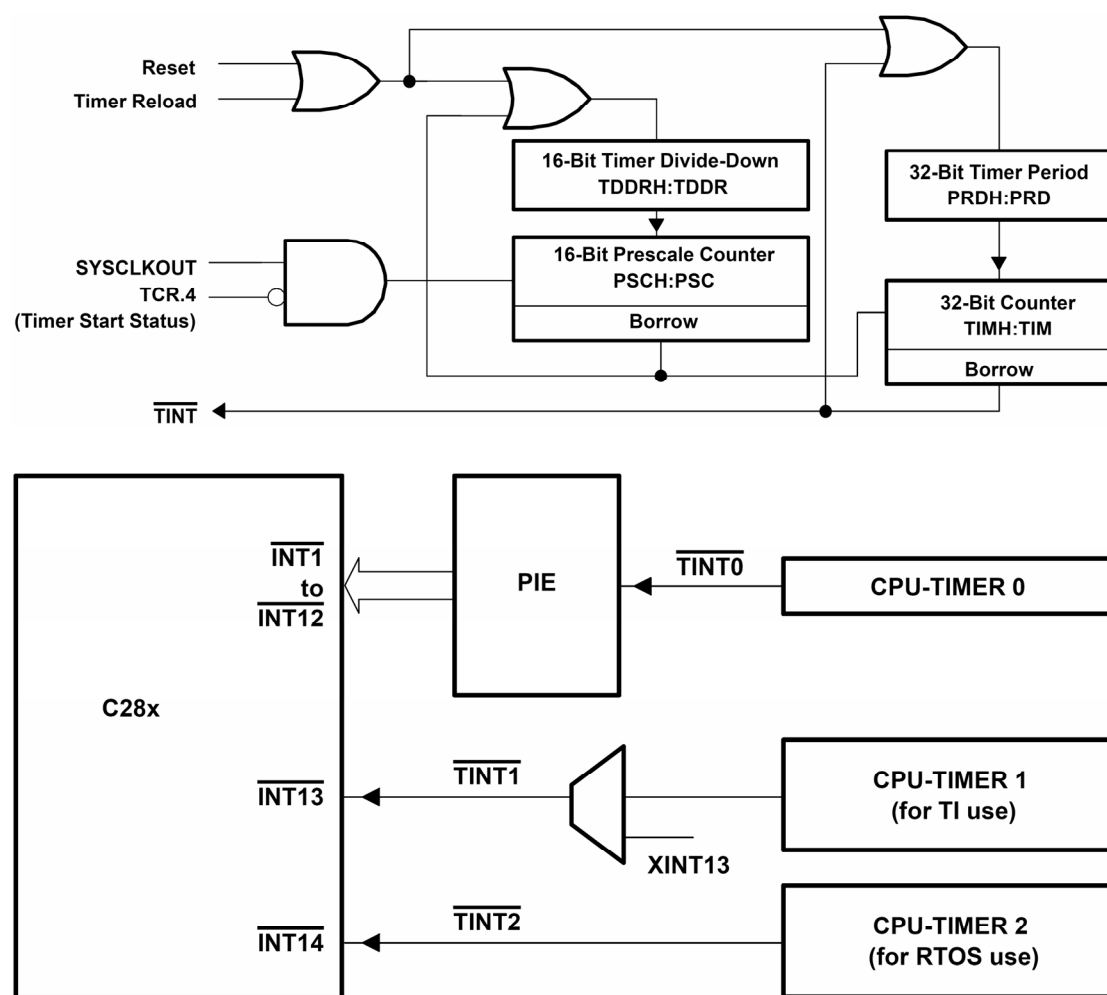 Reset
Timer Reload
16-Bit Timer Divide-Down
TDDRH:TDDR
32-Bit Timer Period
PRDH:PRD
SYSCLKOUT
TCR.4
(Timer Start Status)
16-Bit Prescale Counter
PSCH:PSC
Borrow
32-Bit Counter
TIMH:TIM
Borrow
TINT
INT1
to
INT12
PIE
TINT0
CPU-TIMER 0
C28x
INT13
TINT1
XINT13
CPU-TIMER 1
(for TI use)
INT14
TINT2
CPU-TIMER 2
(for RTOS use)